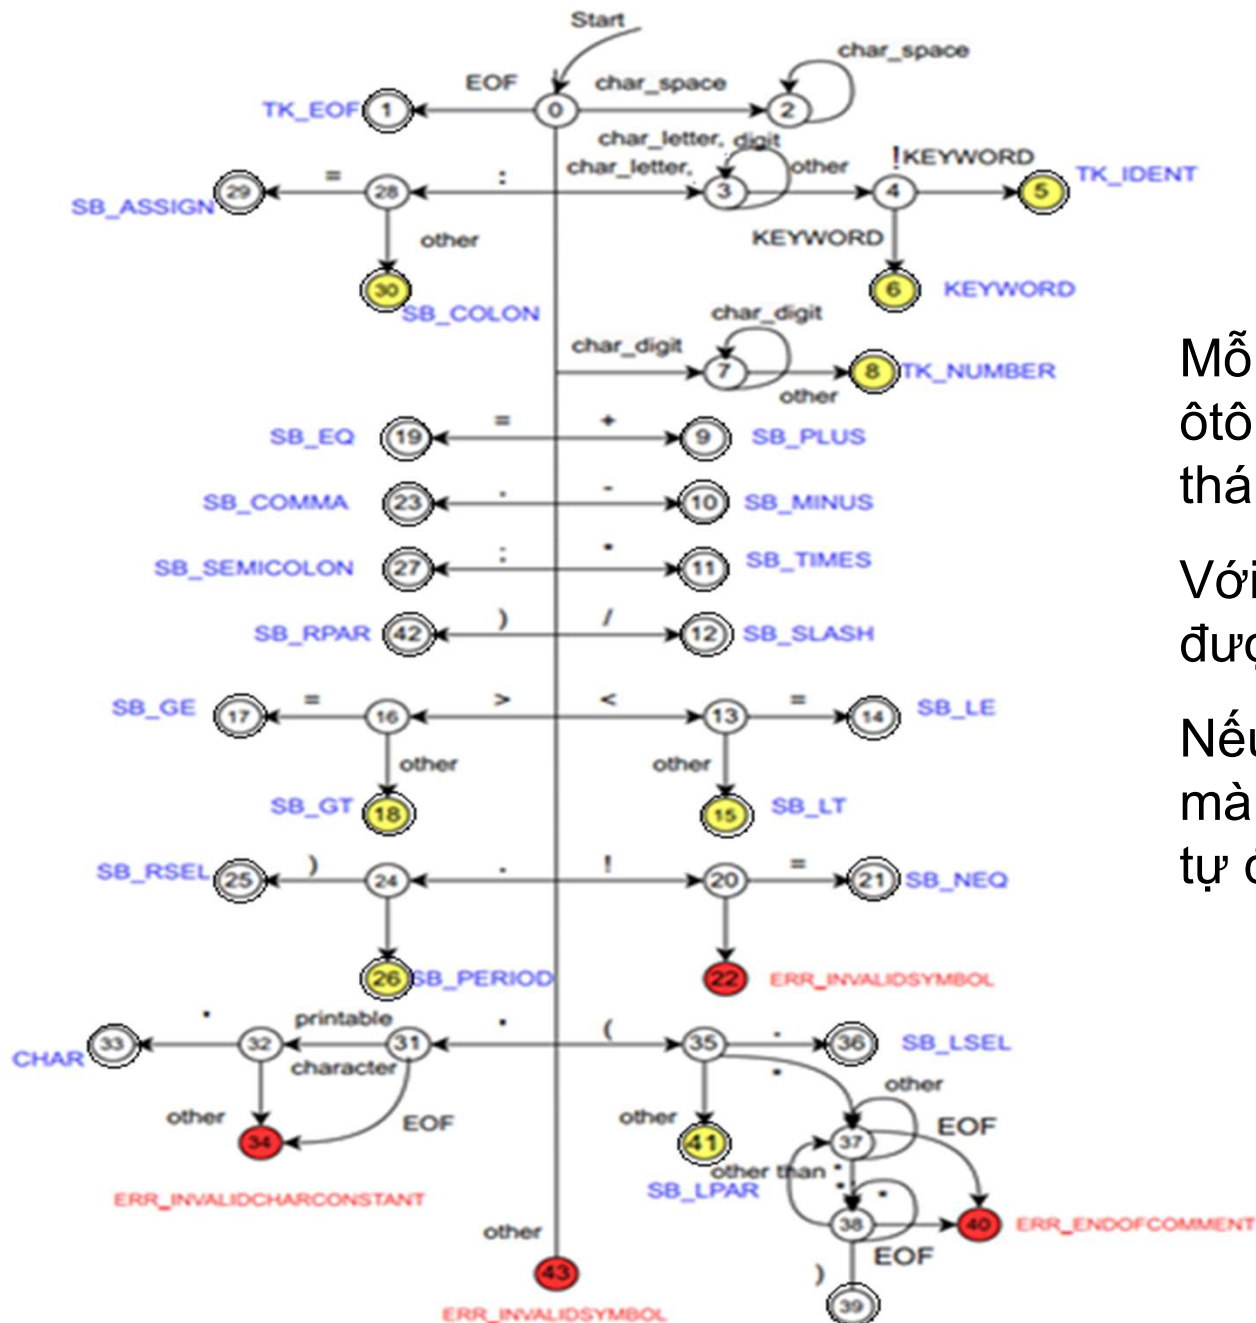 Start
EOF char_space char_space
TK_EOF 1 0 2
char_letter, digit
= : char_letter, other !KEYWORD
SB_ASSIGN 29 28 3 4 5 TK_IDENT
other KEYWORD
30 SB_COLON 6 KEYWORD
char_digit
char_digit 7 8 TK_NUMBER
other
= +
SB_EQ 19 9 SB_PLUS
. -
SB_COMMA 23 10 SB_MINUS
: *
SB_SEMICOLON 27 11 SB_TIMES
) /
SB_RPAR 42 12 SB_SLASH
= > < =
SB_GE 17 16 13 14 SB_LE
other other
SB_GT 18 15 SB_LT
) . ! =
SB_RSEL 25 24 20 21 SB_NEQ
26 SB_PERIOD 22 ERR_INVALIDSYMBOL
printable (
CHAR 33 32 31 35 . 36 SB_LSEL
character
other EOF other other EOF
34 41 37
other than
ERR_INVALIDCHARCONSTANT SB_LPAR
38 40 ERR_ENDOFCOMMENT
other EOF
43 ) 39
ERR_INVALIDSYMBOL
Mỗ
ôtô
thá
Với
đượ
Nếu
mà
tự